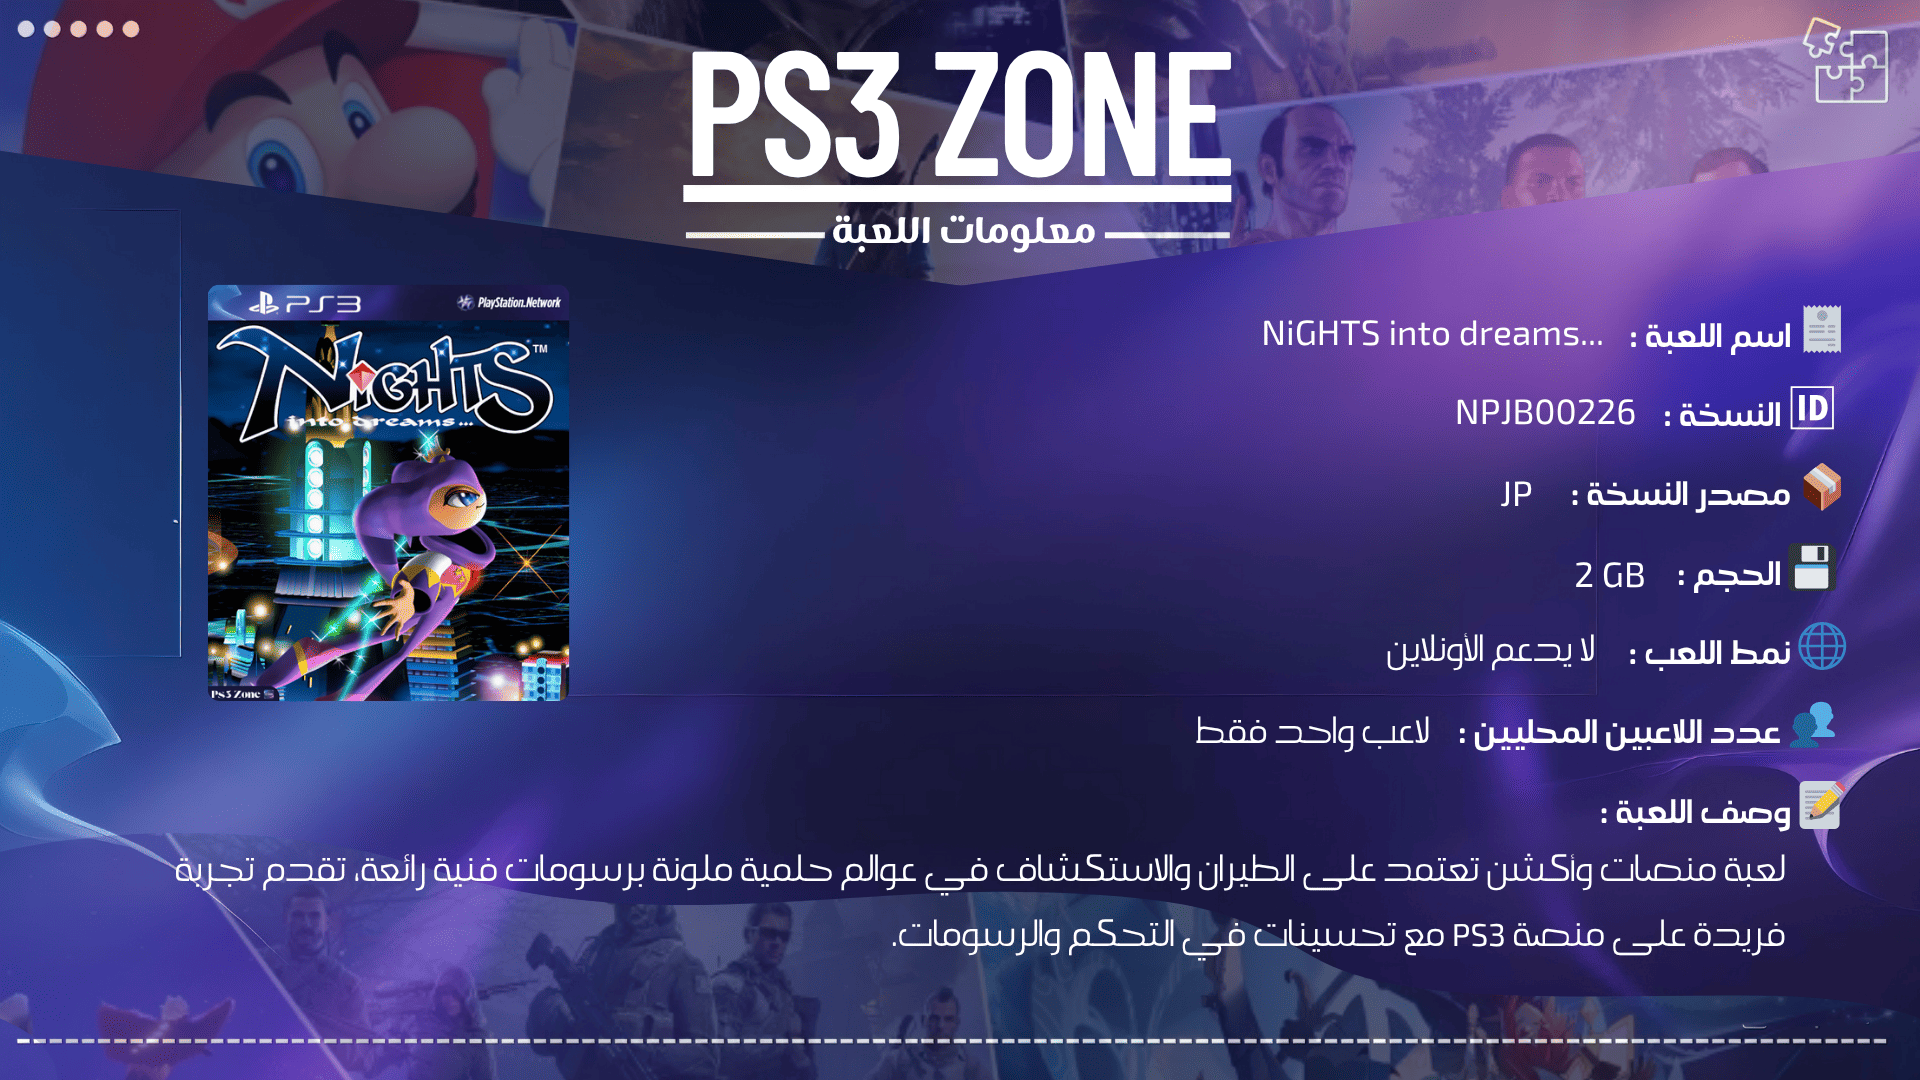 PS3 ZONE
معلومات اللعبة
PS3 PlayStation.Network
NiGHTS™
into dreams...
Ps3 Zone
اسم اللعبة : NiGHTS into dreams...
ID النسخة : NPJB00226
مصدر النسخة : JP
الحجم : 2 GB
نمط اللعب : لا يدعم الأونلاين
عدد اللاعبين المحليين : لاعب واحد فقط
وصف اللعبة :
لعبة منصات وأكشن تعتمد على الطيران والاستكشاف في عوالم حلمية ملونة برسومات فنية رائعة، تقدم تجربة
فريدة على منصة PS3 مع تحسينات في التحكم والرسومات.